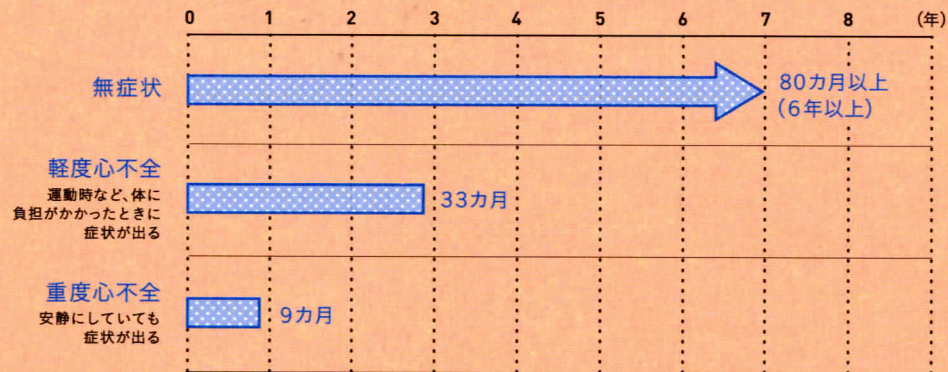 0 1 2 3 4 5 6 7 8 (年)
無症状
80カ月以上
(6年以上)
軽度心不全
運動時など、体に
負担がかかったときに
症状が出る
33カ月
重度心不全
安静にしていても
症状が出る
9カ月